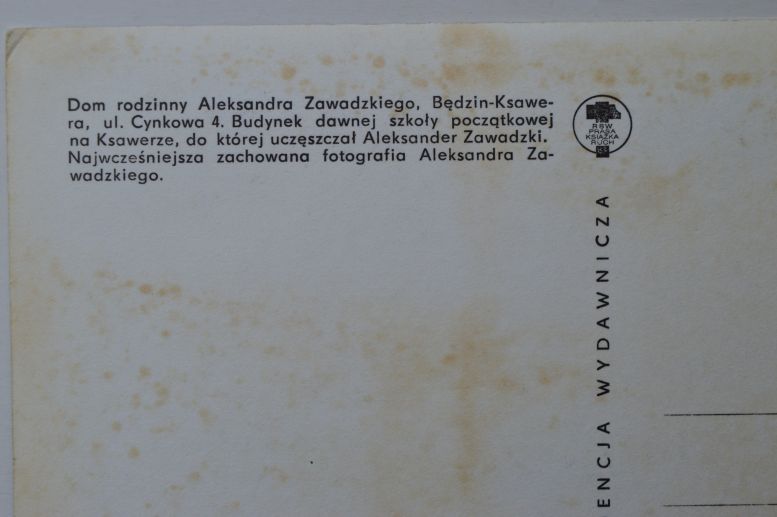 Dom rodzinny Aleksandra Zawadzkiego, Będzin-Ksawe-
ra, ul. Cynkowa 4. Budynek dawnej szkoły początkowej
na Ksawerze, do której uczęszczał Aleksander Zawadzki.
Najwcześniejsza zachowana fotografia Aleksandra Za-
wadzkiego.
RSW
PRASA
KSIĄŻKA
RUCH
ENCJA WYDAWNICZA